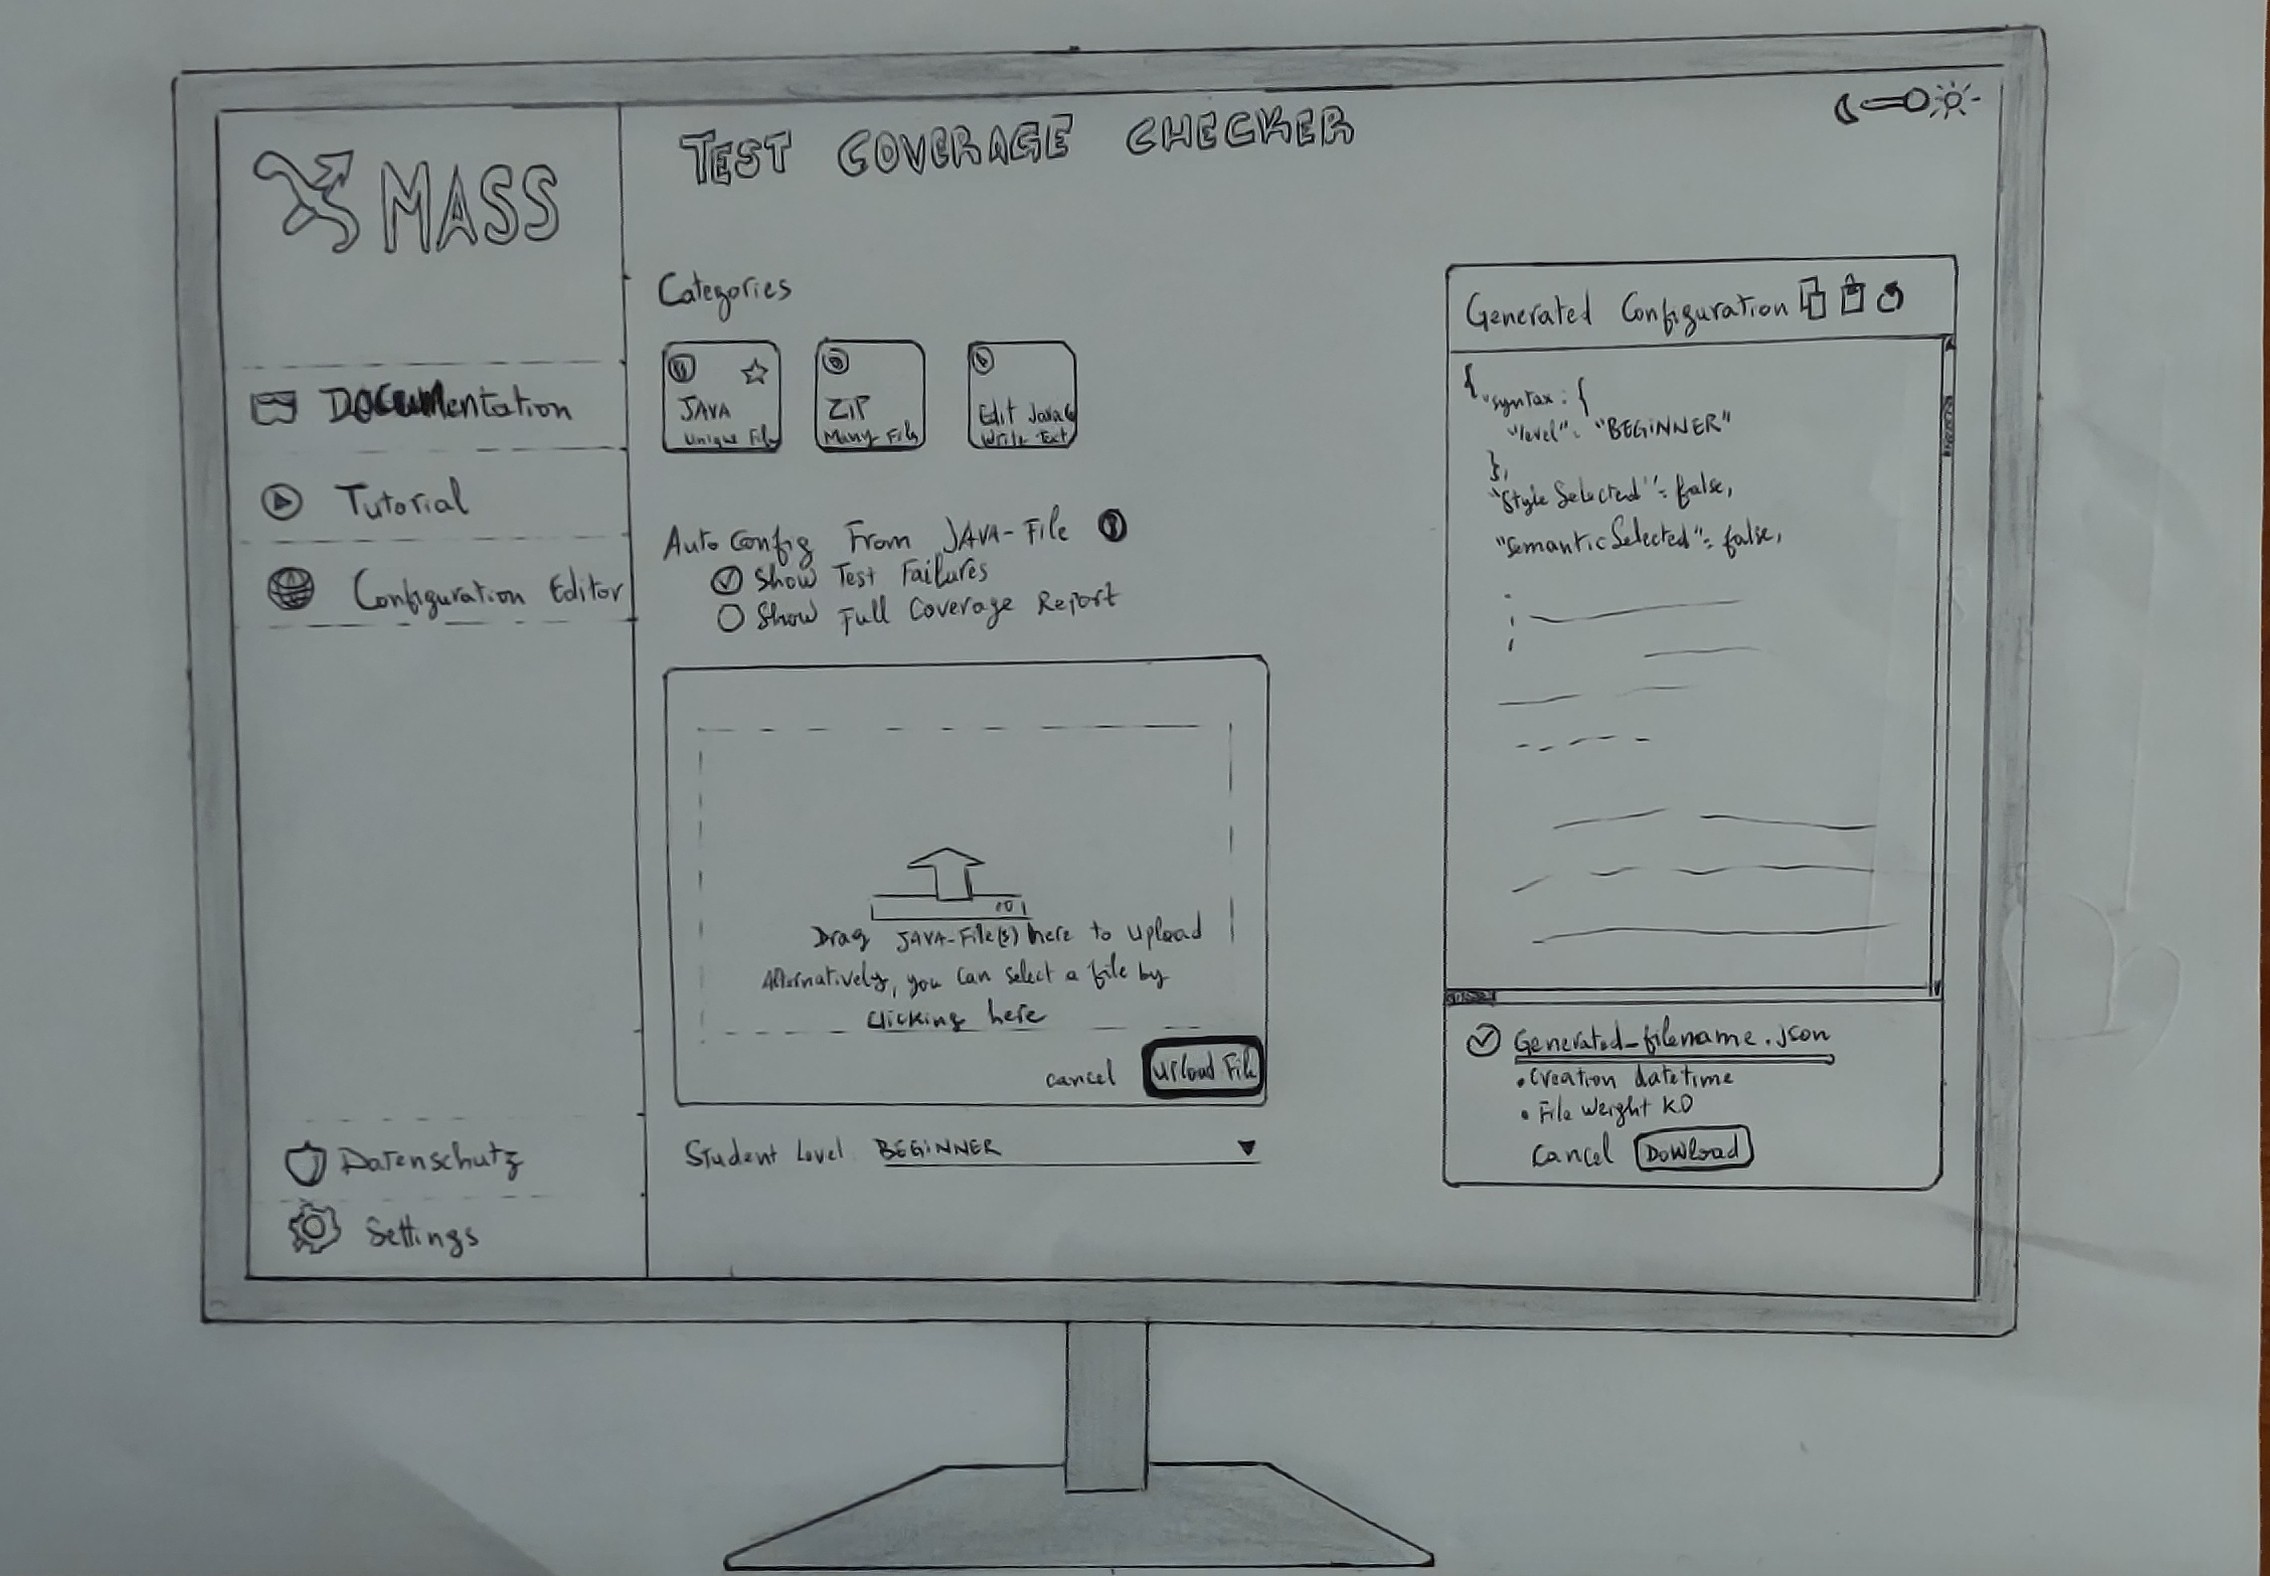 MASS
Documentation
Tutorial
Configuration Editor
Datenschutz
Settings
TEST COVERAGE CHECKER
Categories
JAVA
Unique File
ZIP
Many File
Edit Java
Write Text
Auto Config From JAVA-File
Show Test Failures
Show Full Coverage Report
Drag JAVA-File(s) here to upload
Alternatively, you can select a file by
clicking here
cancel Upload File
Student Level BEGINNER
Generated Configuration
{
"syntax: {
"level": "BEGINNER"
},
"StyleSelected": false,
"SemanticSelected": false,
Generated_filename.json
• Creation datetime
• File Weight KO
Cancel Dowload